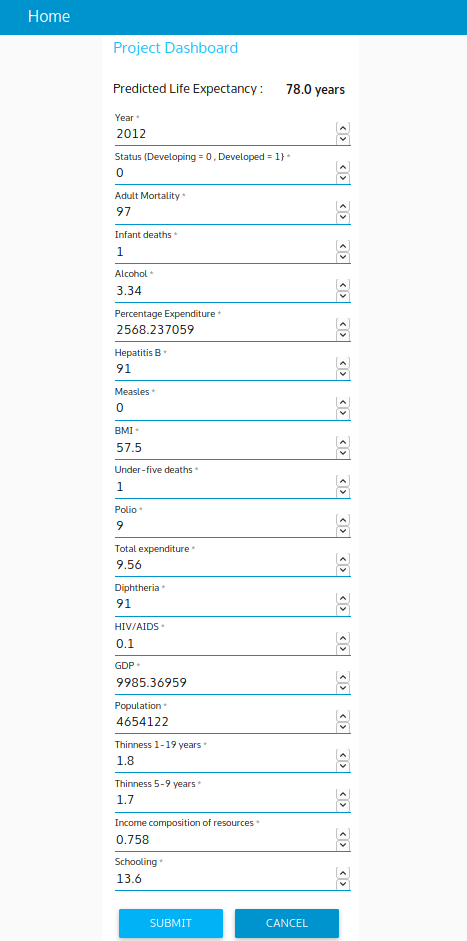 Home
Project Dashboard
Predicted Life Expectancy : 78.0 years
Year *
2012
Status (Developing = 0 , Developed = 1) *
0
Adult Mortality *
97
Infant deaths *
1
Alcohol *
3.34
Percentage Expenditure *
2568.237059
Hepatitis B *
91
Measles *
0
BMI *
57.5
Under-five deaths *
1
Polio *
9
Total expenditure *
9.56
Diphtheria *
91
HIV/AIDS *
0.1
GDP *
9985.36959
Population *
4654122
Thinness 1-19 years *
1.8
Thinness 5-9 years *
1.7
Income composition of resources *
0.758
Schooling *
13.6
SUBMIT CANCEL